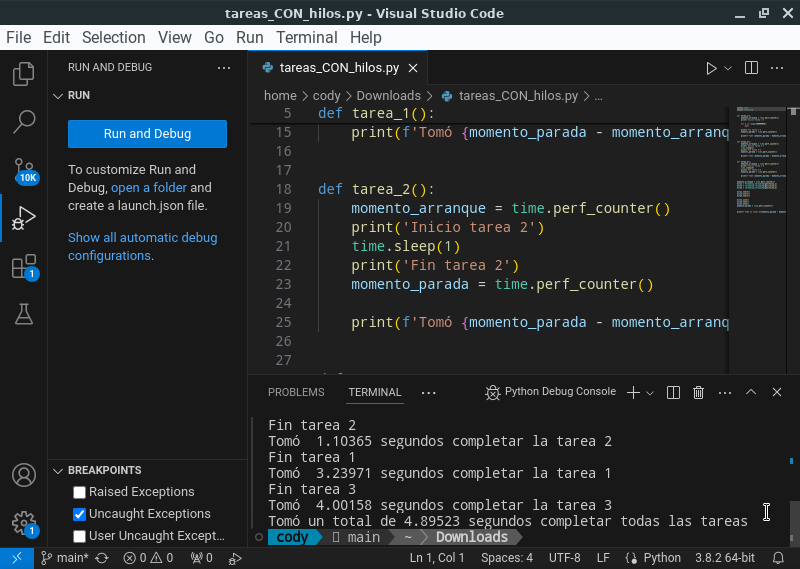 tareas_CON_hilos.py - Visual Studio Code
File Edit Selection View Go Run Terminal Help
RUN AND DEBUG
RUN
Run and Debug
To customize Run and
Debug, open a folder and
create a launch.json file.
Show all automatic debug
configurations.
10K
1
1
BREAKPOINTS
Raised Exceptions
Uncaught Exceptions
User Uncaught Except...
tareas_CON_hilos.py
home > cody > Downloads > tareas_CON_hilos.py > ...
5 def tarea_1():
15 print(f'Tomó {momento_parada - momento_arranq
16
17
18 def tarea_2():
19 momento_arranque = time.perf_counter()
20 print('Inicio tarea 2')
21 time.sleep(1)
22 print('Fin tarea 2')
23 momento_parada = time.perf_counter()
24
25 print(f'Tomó {momento_parada - momento_arranq
26
27
PROBLEMS TERMINAL ... Python Debug Console
Fin tarea 2
Tomó  1.10365 segundos completar la tarea 2
Fin tarea 1
Tomó  3.23971 segundos completar la tarea 1
Fin tarea 3
Tomó  4.00158 segundos completar la tarea 3
Tomó un total de 4.89523 segundos completar todas las tareas
cody main ~ Downloads
main* 0 0 0 Ln 1, Col 1 Spaces: 4 UTF-8 LF Python 3.8.2 64-bit